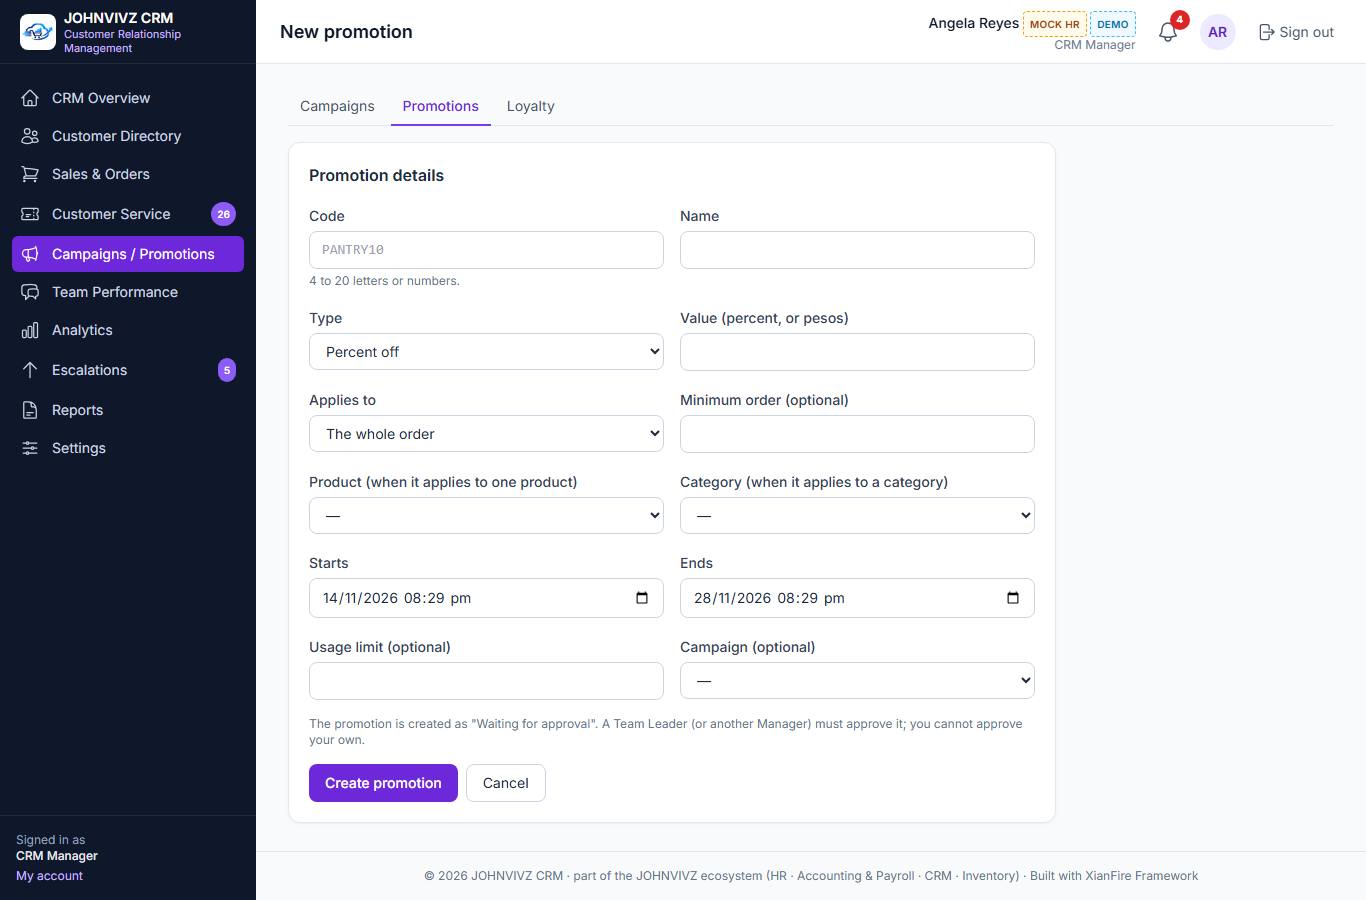 JOHNVIVZ CRM
Customer Relationship
Management
CRM Overview
Customer Directory
Sales & Orders
Customer Service
26
Campaigns / Promotions
Team Performance
Analytics
Escalations
5
Reports
Settings
Signed in as
CRM Manager
My account
New promotion
Angela Reyes MOCK HR DEMO
CRM Manager
4
AR
Sign out
Campaigns Promotions Loyalty
Promotion details
Code
PANTRY10
4 to 20 letters or numbers.
Name
Type
Percent off
Value (percent, or pesos)
Applies to
The whole order
Minimum order (optional)
Product (when it applies to one product)
—
Category (when it applies to a category)
—
Starts
14/11/2026 08:29 pm
Ends
28/11/2026 08:29 pm
Usage limit (optional)
Campaign (optional)
—
The promotion is created as "Waiting for approval". A Team Leader (or another Manager) must approve it; you cannot approve
your own.
Create promotion
Cancel
© 2026 JOHNVIVZ CRM · part of the JOHNVIVZ ecosystem (HR · Accounting & Payroll · CRM · Inventory) · Built with XianFire Framework